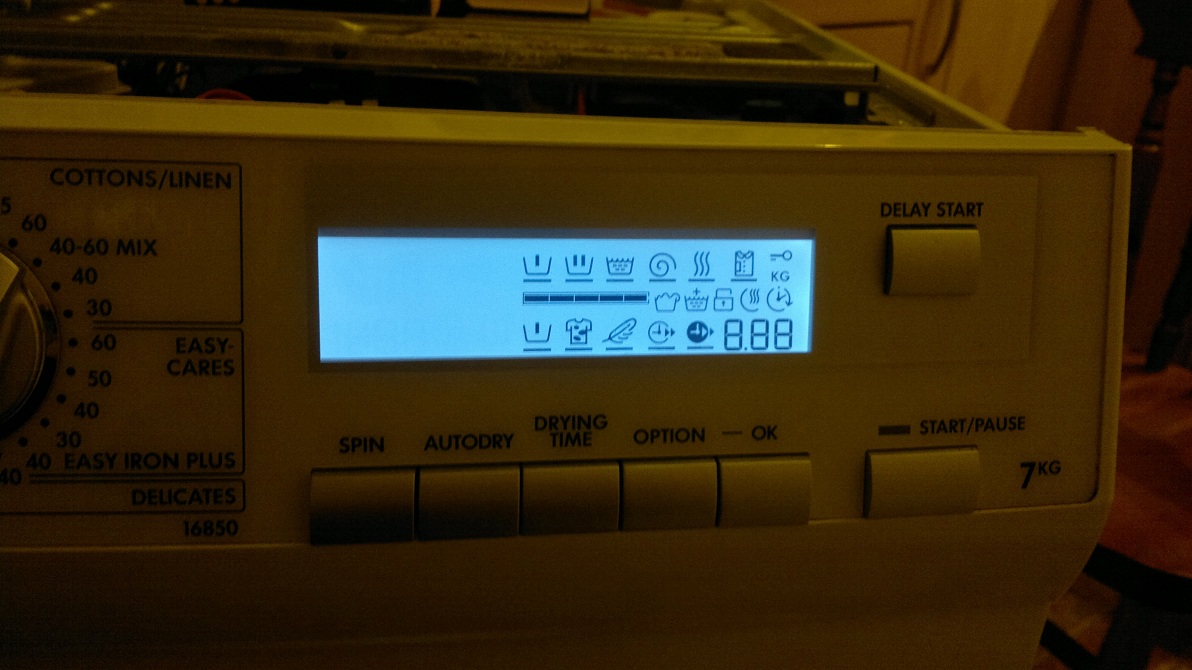 COTTONS/LINEN
5
60
40-60 MIX
40
30
60
EASY-
CARES
50
40
30
40 EASY IRON PLUS
40
DELICATES
16850
KG
8.88
DELAY START
SPIN
AUTODRY
DRYING
TIME
OPTION
— OK
START/PAUSE
7KG